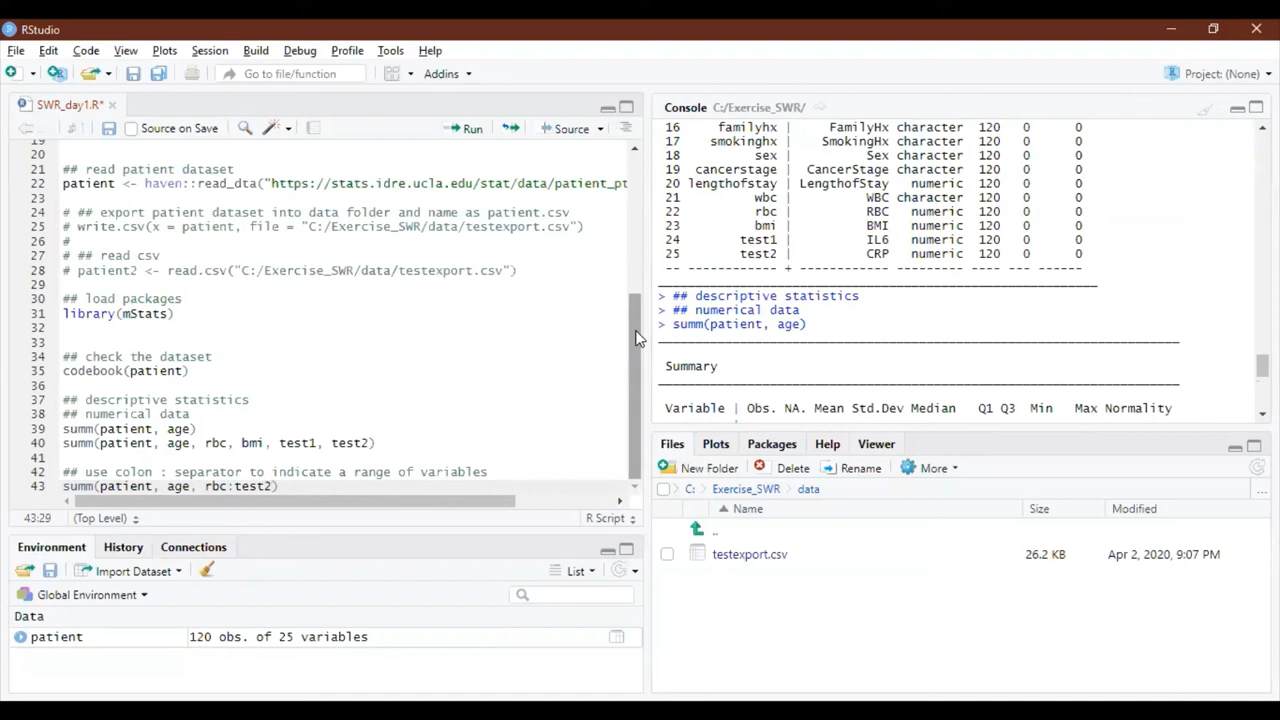 RStudio
File Edit Code View Plots Session Build Debug Profile Tools Help
Go to file/function Addins Project: (None)
SWR_day1.R*
Source on Save Run Source
19
20
21 ## read patient dataset
22 patient <- haven::read_dta("https://stats.idre.ucla.edu/stat/data/patient_pt
23
24 # ## export patient dataset into data folder and name as patient.csv
25 # write.csv(x = patient, file = "C:/Exercise_SWR/data/testexport.csv")
26 #
27 # ## read csv
28 # patient2 <- read.csv("C:/Exercise_SWR/data/testexport.csv")
29
30 ## load packages
31 library(mStats)
32
33
34 ## check the dataset
35 codebook(patient)
36
37 ## descriptive statistics
38 ## numerical data
39 summ(patient, age)
40 summ(patient, age, rbc, bmi, test1, test2)
41
42 ## use colon : separator to indicate a range of variables
43 summ(patient, age, rbc:test2)
43:29 (Top Level) R Script
Environment History Connections
Import Dataset List
Global Environment
Data
patient 120 obs. of 25 variables
Console C:/Exercise_SWR/
16 familyhx | FamilyHx character 120 0 0
17 smokinghx | SmokingHx character 120 0 0
18 sex | Sex character 120 0 0
19 cancerstage | CancerStage character 120 0 0
20 lengthofstay | LengthofStay numeric 120 0 0
21 wbc | WBC character 120 0 0
22 rbc | RBC numeric 120 0 0
23 bmi | BMI numeric 120 0 0
24 test1 | IL6 numeric 120 0 0
25 test2 | CRP numeric 120 0 0
-- ------------ + ------------ --------- ---- --- ------
> ## descriptive statistics
> ## numerical data
> summ(patient, age)
Summary
Variable | Obs. NA. Mean Std.Dev Median Q1 Q3 Min Max Normality
Files Plots Packages Help Viewer
New Folder Delete Rename More
C: Exercise_SWR data ...
Name Size Modified
..
testexport.csv 26.2 KB Apr 2, 2020, 9:07 PM